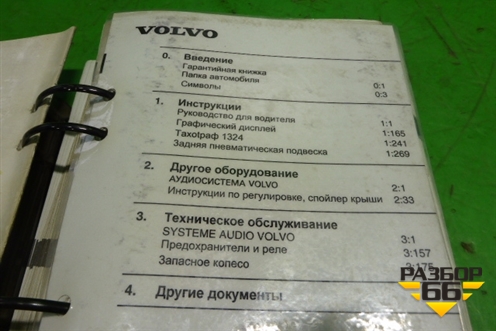 VOLVO
0. Введение
Гарантийная книжка
Папка автомобиля 0:1
Символы 0:3
1. Инструкции
Руководство для водителя 1:1
Графический дисплей 1:165
Тахоtраф 1324 1:241
Задняя пневматическая подвеска 1:269
2. Другое оборудование
АУДИОСИСТЕМА VOLVO 2:1
Инструкции по регулировке, спойлер крыши 2:33
3. Техническое обслуживание
SYSTEME AUDIO VOLVO 3:1
Предохранители и реле 3:157
Запасное колесо 3:175
4. Другие документы
РАЗБОР
66